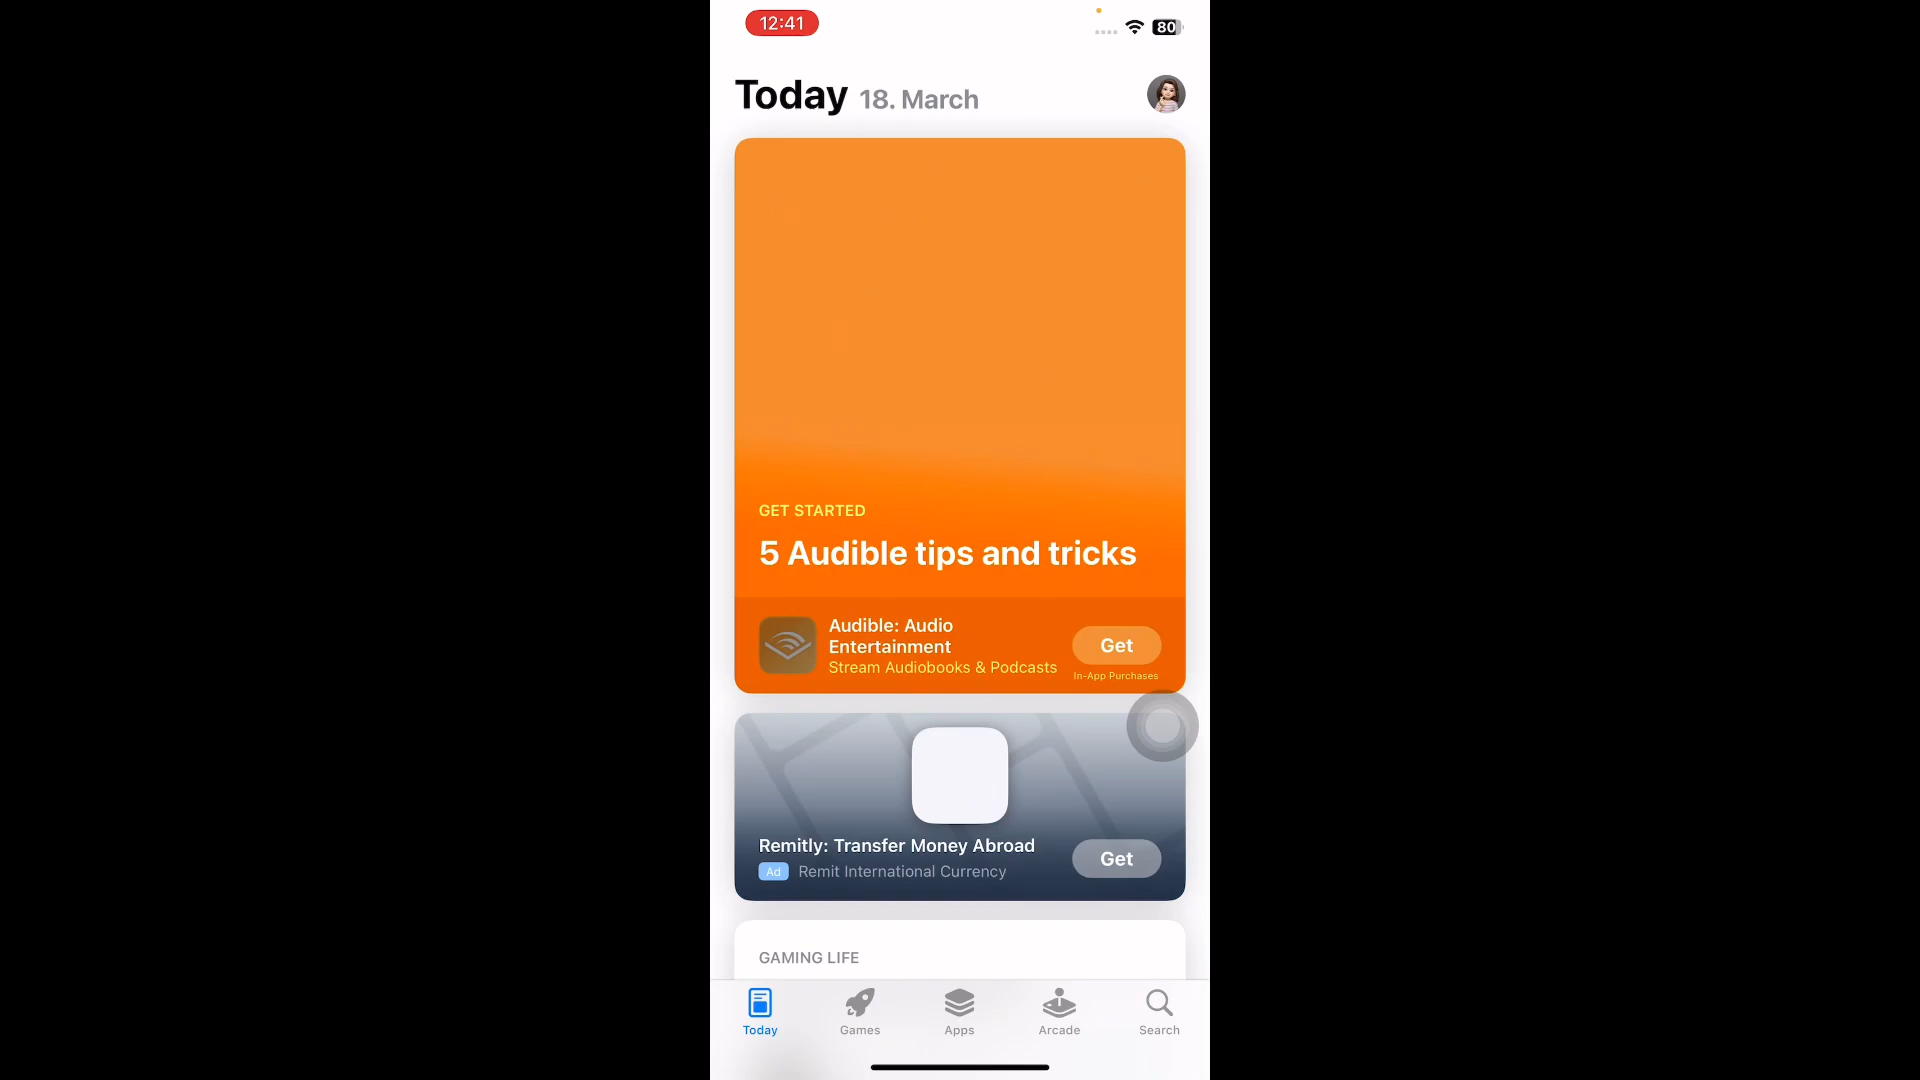 12:41
80
Today 18. March
GET STARTED
5 Audible tips and tricks
Audible: Audio
Entertainment
Stream Audiobooks & Podcasts
Get
In-App Purchases
Remitly: Transfer Money Abroad
Ad Remit International Currency
Get
GAMING LIFE
Today Games Apps Arcade Search